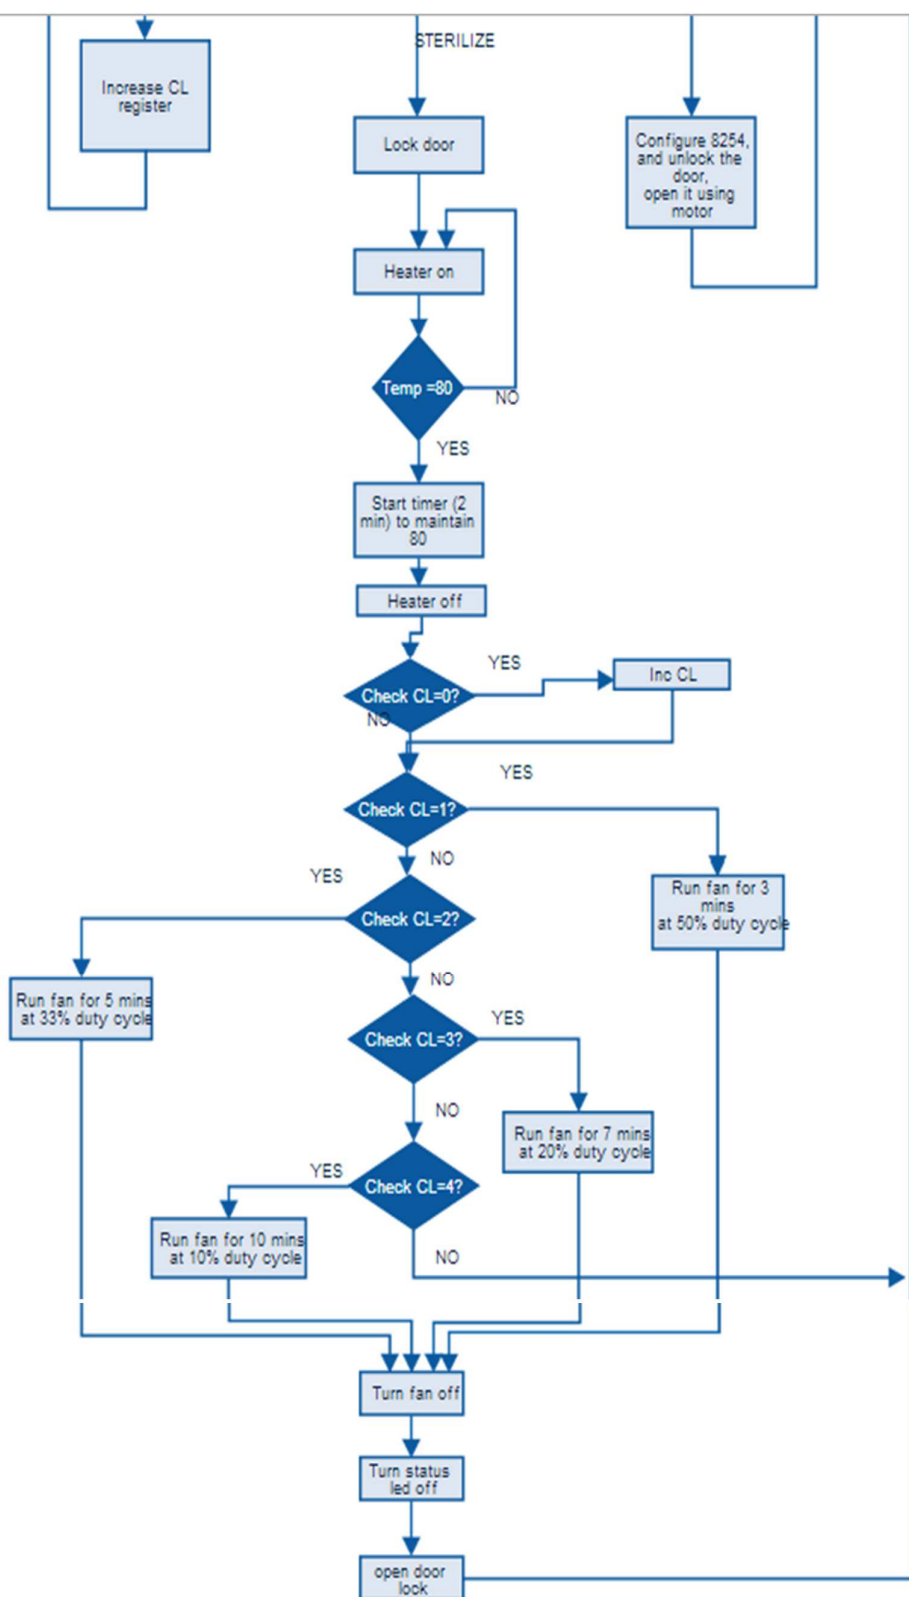 STERILIZE
Increase CL
register
Lock door
Configure 8254,
and unlock the
door,
open it using
motor
Heater on
Temp =80
NO
YES
Start timer (2
min) to maintain
80
Heater off
YES
Inc CL
Check CL=0?
NO
YES
Check CL=1?
NO
YES
Run fan for 3
mins
at 50% duty cycle
Check CL=2?
NO
Run fan for 5 mins
at 33% duty cycle
YES
Check CL=3?
NO
Run fan for 7 mins
at 20% duty cycle
YES
Check CL=4?
Run fan for 10 mins
at 10% duty cycle
NO
Turn fan off
Turn status
led off
open door
lock